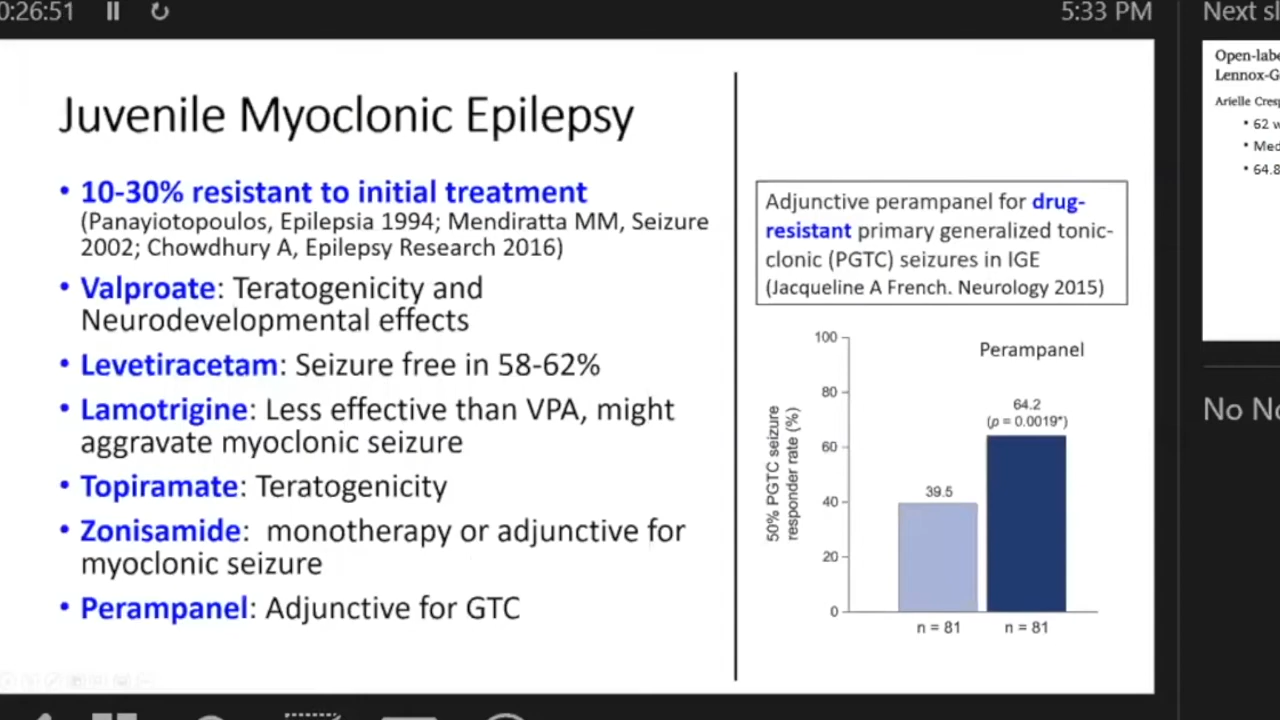 0:26:51
5:33 PM
Next sl
Juvenile Myoclonic Epilepsy
• 10-30% resistant to initial treatment
(Panayiotopoulos, Epilepsia 1994; Mendiratta MM, Seizure
2002; Chowdhury A, Epilepsy Research 2016)
• Valproate: Teratogenicity and
Neurodevelopmental effects
• Levetiracetam: Seizure free in 58-62%
• Lamotrigine: Less effective than VPA, might
aggravate myoclonic seizure
• Topiramate: Teratogenicity
• Zonisamide:  monotherapy or adjunctive for
myoclonic seizure
• Perampanel: Adjunctive for GTC
Adjunctive perampanel for drug-
resistant primary generalized tonic-
clonic (PGTC) seizures in IGE
(Jacqueline A French. Neurology 2015)
Perampanel
50% PGTC seizure
responder rate (%)
100
80
60
40
20
0
39.5
64.2
(p = 0.0019*)
n = 81
n = 81
Open-labe
Lennox-G
Arielle Cresp
• 62 w
• Med
• 64.8
No No